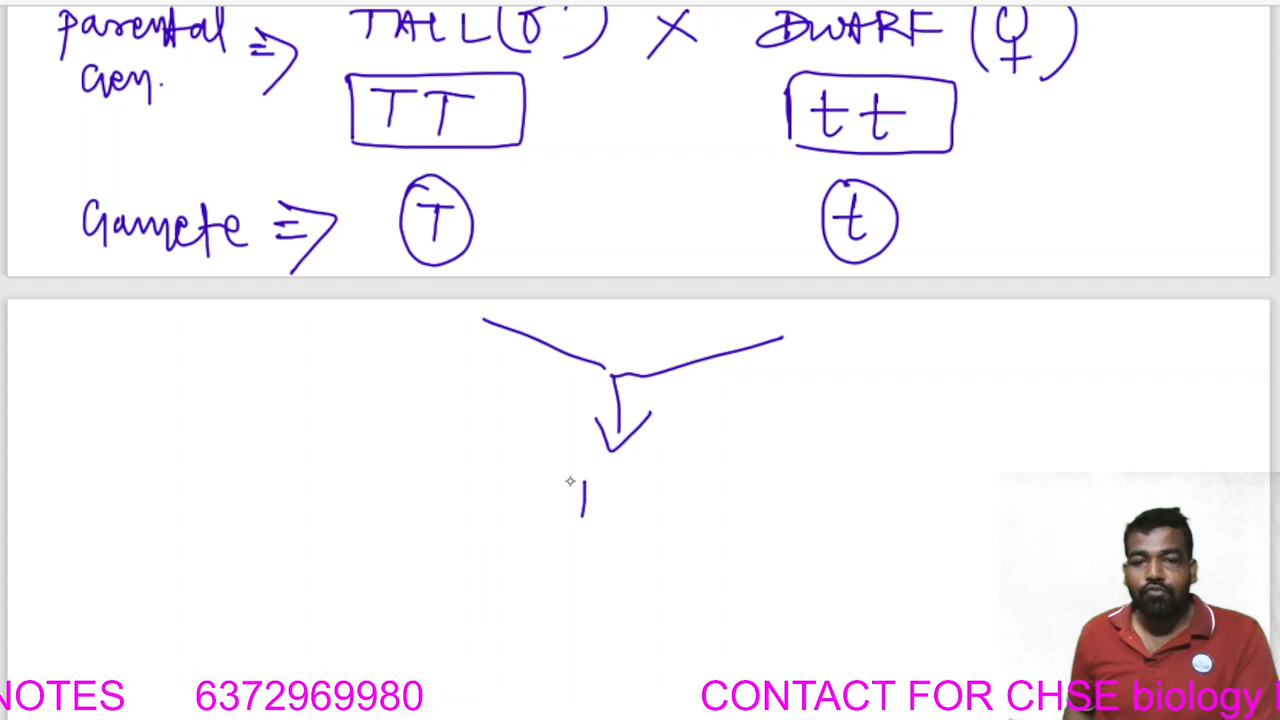 Parental => TALL (♂) X DWARF (♀)
Gen.
TT tt
Gamete => T t
NOTES 6372969980 CONTACT FOR CHSE biology